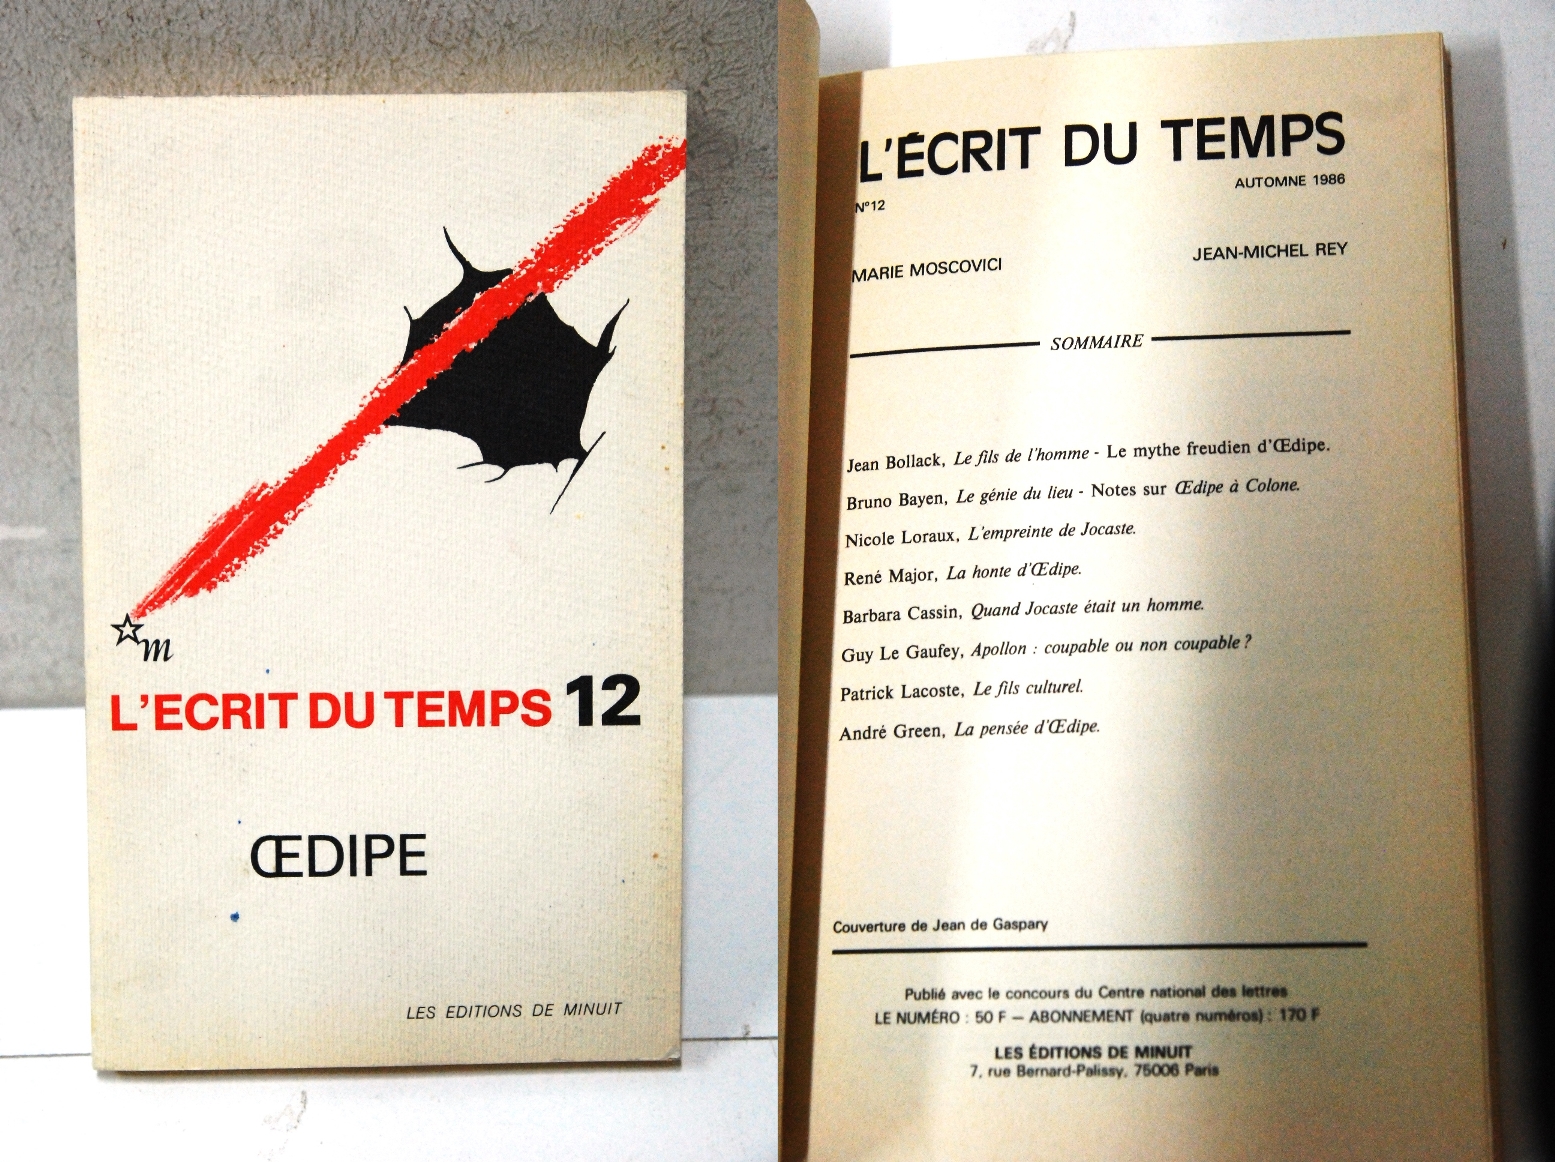 m
L'ECRIT DU TEMPS 12
ŒDIPE
LES EDITIONS DE MINUIT
L'ÉCRIT DU TEMPS
N°12
AUTOMNE 1986
MARIE MOSCOVICI
JEAN-MICHEL REY
SOMMAIRE
Jean Bollack, Le fils de l'homme - Le mythe freudien d'Œdipe.
Bruno Bayen, Le génie du lieu - Notes sur Œdipe à Colone.
Nicole Loraux, L'empreinte de Jocaste.
René Major, La honte d'Œdipe.
Barbara Cassin, Quand Jocaste était un homme.
Guy Le Gaufey, Apollon : coupable ou non coupable ?
Patrick Lacoste, Le fils culturel.
André Green, La pensée d'Œdipe.
Couverture de Jean de Gaspary
Publié avec le concours du Centre national des lettres
LE NUMÉRO : 50 F — ABONNEMENT (quatre numéros) : 170 F
LES ÉDITIONS DE MINUIT
7, rue Bernard-Palissy, 75006 Paris